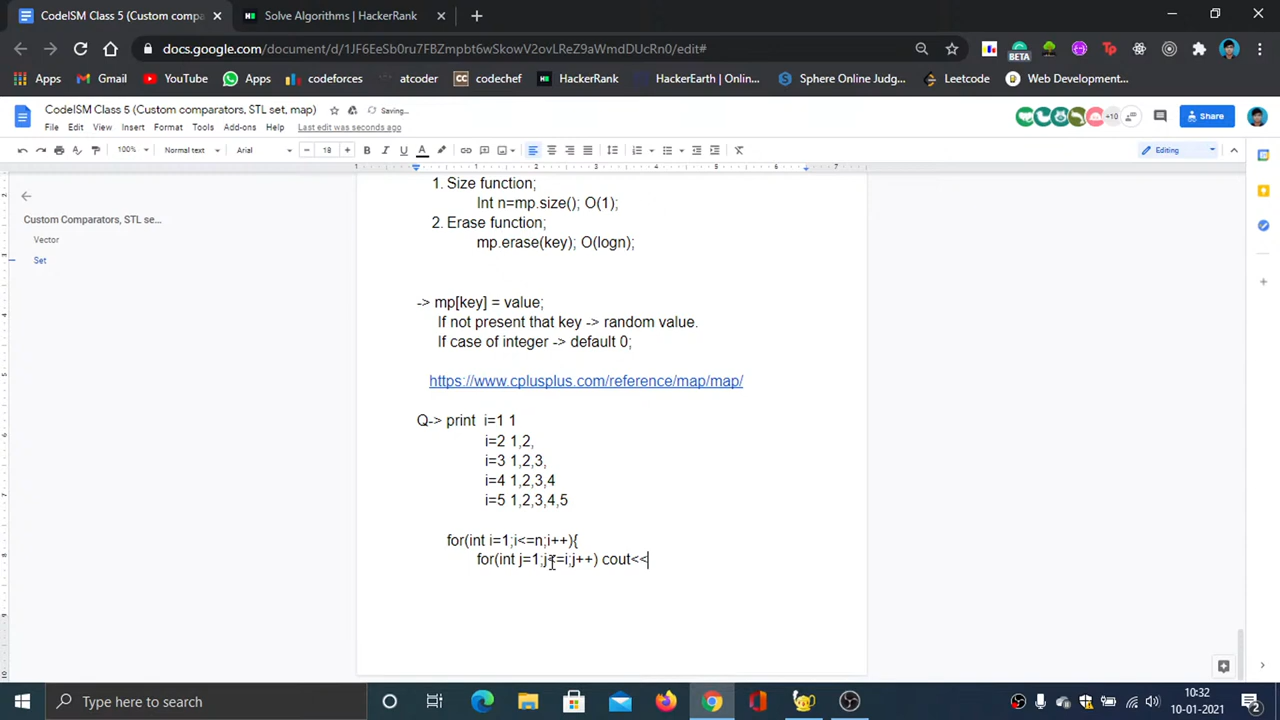 CodeISM Class 5 (Custom compa
Solve Algorithms | HackerRank
docs.google.com/document/d/1JF6EeSb0ru7FBZmpbt6wSkowV2ovLReZ9aWmdDUcRn0/edit#
BETA
Apps
Gmail
YouTube
Apps
codeforces
atcoder
CC codechef
HackerRank
HackerEarth | Onlin...
Sphere Online Judg...
Leetcode
Web Development...
CodeISM Class 5 (Custom comparators, STL set, map)
Saving...
File Edit View Insert Format Tools Add-ons Help
Last edit was seconds ago
+10
Share
100% Normal text Arial 18
Editing
Custom Comparators, STL se...
Vector
Set
1. Size function;
Int n=mp.size(); O(1);
2. Erase function;
mp.erase(key); O(logn);
-> mp[key] = value;
If not present that key -> random value.
If case of integer -> default 0;
https://www.cplusplus.com/reference/map/map/
Q-> print i=1 1
i=2 1,2,
i=3 1,2,3,
i=4 1,2,3,4
i=5 1,2,3,4,5
for(int i=1;i<=n;i++){
for(int j=1;j<=i;j++) cout<<
Type here to search
10:32
10-01-2021